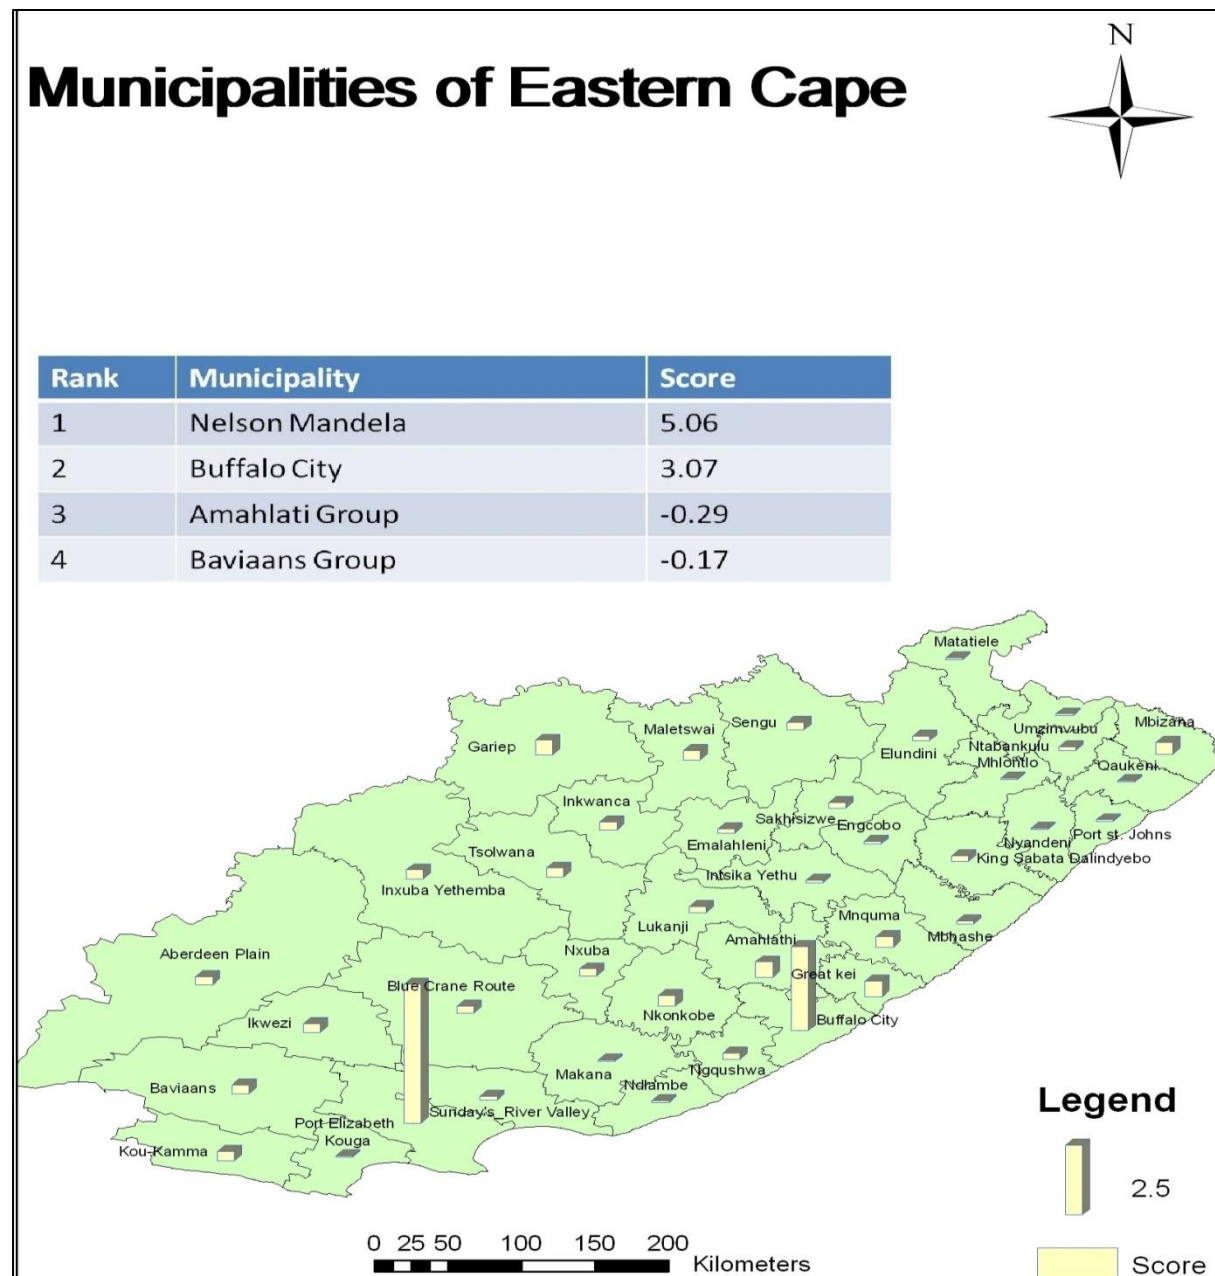 N
Municipalities of Eastern Cape
Rank Municipality Score
1 Nelson Mandela 5.06
2 Buffalo City 3.07
3 Amahlati Group -0.29
4 Baviaans Group -0.17
Matatiele
Sengu
Maletswai
Gariep
Elundini
Umzimvubu
Mbizana
Ntabankulu
Mhlontlo
Qaukeni
Inkwanca
Sakhisizwe
Engcobo
Emalahleni
Nyandeni
Port st. Johns
King Sabata Dalindyebo
Tsolwana
Inxuba Yethemba
Intsika Yethu
Lukanji
Mnquma
Mbhashe
Amahlathi
Nxuba
Aberdeen Plain
Great kei
Blue Crane Route
Nkonkobe
Buffalo City
Ikwezi
Ngqushwa
Makana
Ndlambe
Baviaans
Sunday's_River Valley
Port Elizabeth
Kouga
Kou-Kamma
Legend
2.5
Score
0 25 50 100 150 200
Kilometers